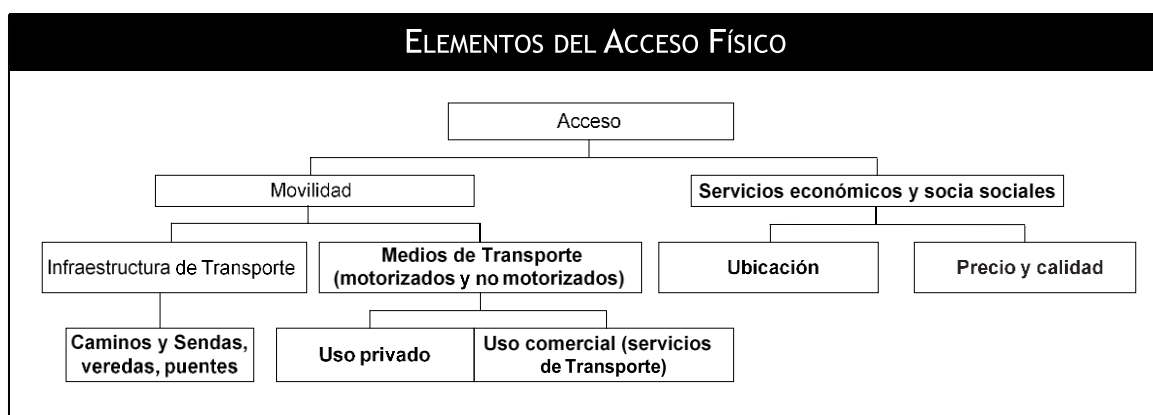 ELEMENTOS DEL ACCESO FÍSICO
Acceso
Movilidad
Servicios económicos y socia sociales
Infraestructura de Transporte
Medios de Transporte
(motorizados y no motorizados)
Ubicación
Precio y calidad
Caminos y Sendas,
veredas, puentes
Uso privado
Uso comercial (servicios
de Transporte)